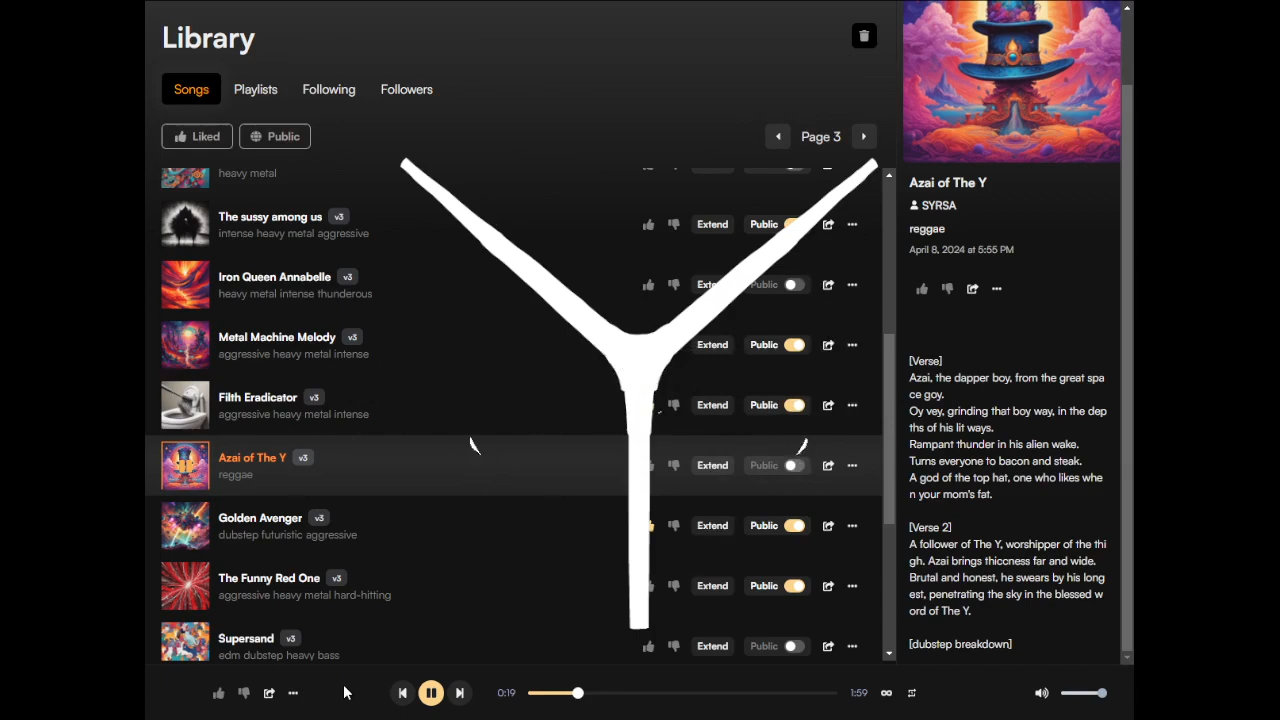 Library
Songs Playlists Following Followers
Liked Public Page 3
heavy metal
The sussy among us v3
intense heavy metal aggressive
Extend Public
Iron Queen Annabelle v3
heavy metal intense thunderous
Public
Metal Machine Melody v3
aggressive heavy metal intense
Extend Public
Filth Eradicator v3
aggressive heavy metal intense
Extend Public
Azai of The Y v3
reggae
Extend Public
Golden Avenger v3
dubstep futuristic aggressive
Extend Public
The Funny Red One v3
aggressive heavy metal hard-hitting
Extend Public
Supersand v3
edm dubstep heavy bass
Extend Public
Azai of The Y
SYRSA
reggae
April 8, 2024 at 5:55 PM
[Verse]
Azai, the dapper boy, from the great spa
ce goy.
Oy vey, grinding that boy way, in the dep
ths of his lit ways.
Rampant thunder in his alien wake.
Turns everyone to bacon and steak.
A god of the top hat, one who likes whe
n your mom's fat.
[Verse 2]
A follower of The Y, worshipper of the thi
gh. Azai brings thiccness far and wide.
Brutal and honest, he swears by his long
est, penetrating the sky in the blessed w
ord of The Y.
[dubstep breakdown]
0:19 1:59